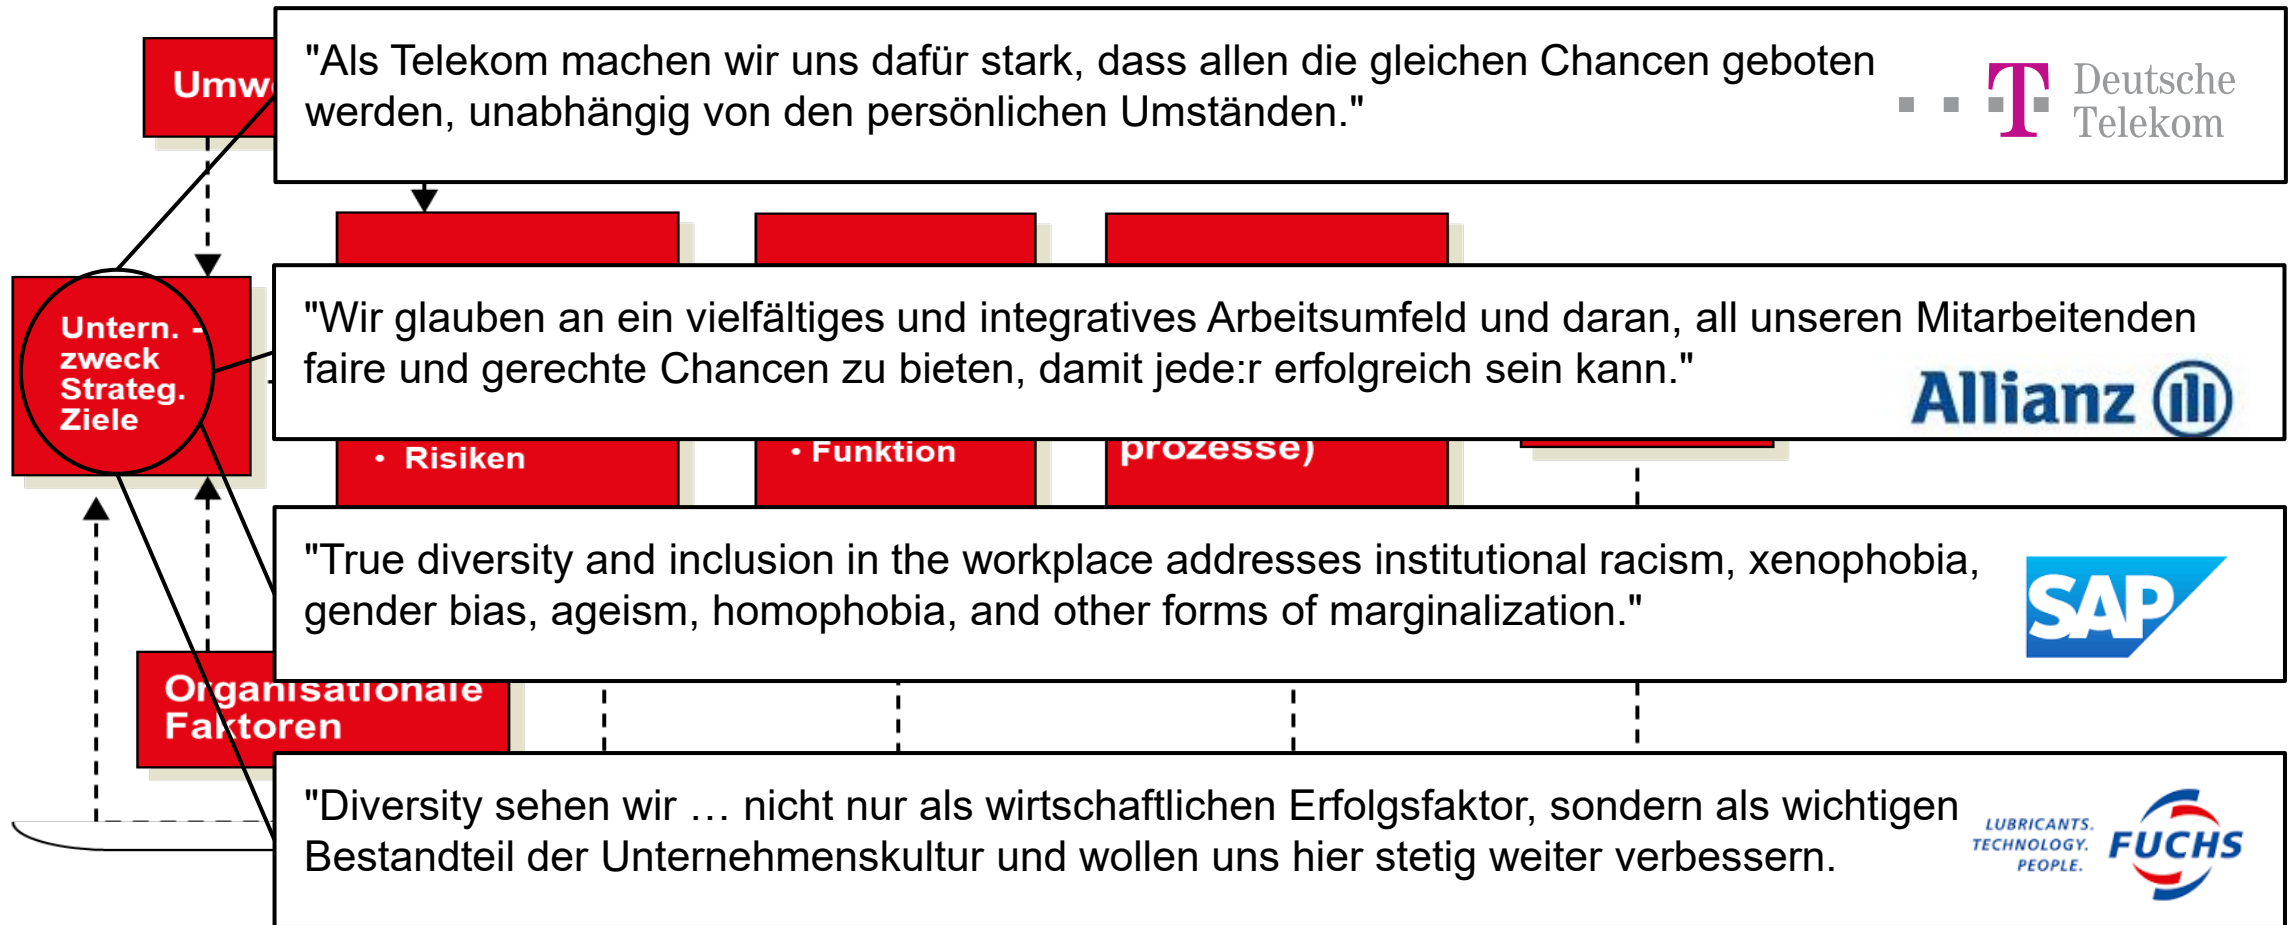 Umw
"Als Telekom machen wir uns dafür stark, dass allen die gleichen Chancen geboten
werden, unabhängig von den persönlichen Umständen."
T Deutsche
Telekom
Untern. -
zweck
Strateg.
Ziele
"Wir glauben an ein vielfältiges und integratives Arbeitsumfeld und daran, all unseren Mitarbeitenden
faire und gerechte Chancen zu bieten, damit jede:r erfolgreich sein kann."
Allianz
• Risiken
• Funktion
prozesse)
"True diversity and inclusion in the workplace addresses institutional racism, xenophobia,
gender bias, ageism, homophobia, and other forms of marginalization."
SAP
Organisationale
Faktoren
"Diversity sehen wir … nicht nur als wirtschaftlichen Erfolgsfaktor, sondern als wichtigen
Bestandteil der Unternehmenskultur und wollen uns hier stetig weiter verbessern.
LUBRICANTS.
TECHNOLOGY.
PEOPLE.
FUCHS